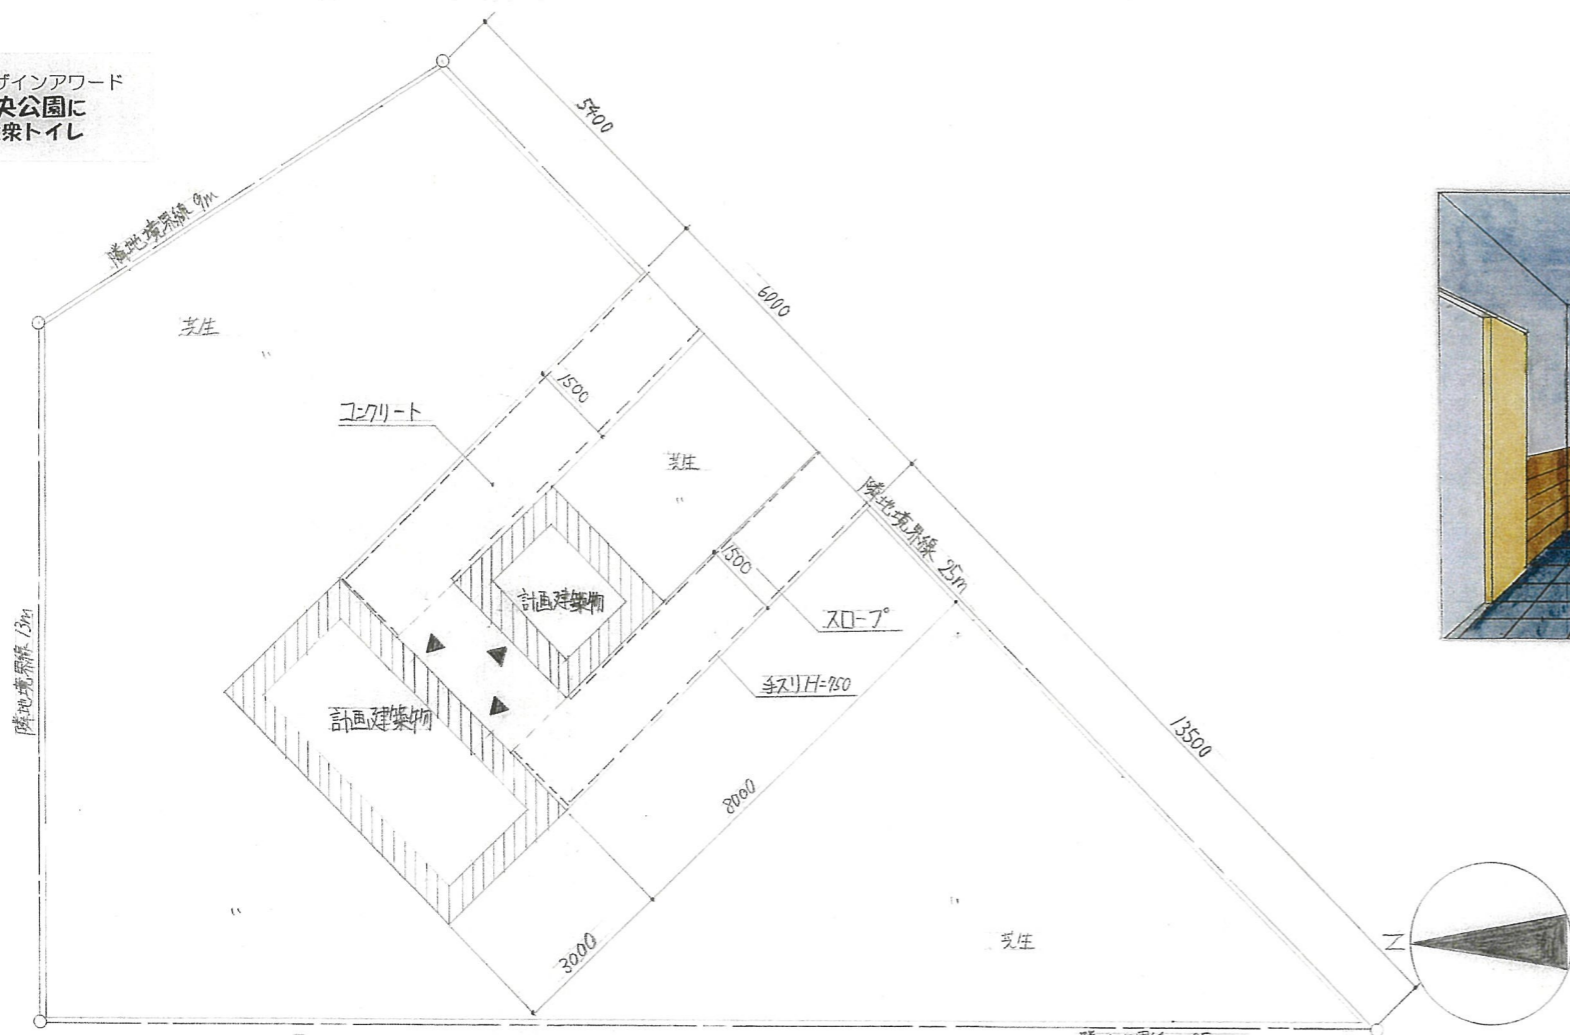 ザインアワード
央公園に
衆トイレ
5400
隣地境界線 9m
6000
芝生
〃
1500
コンクリート
芝生
〃
隣地境界線 25m
1500
計画建築物
スロープ
手スリH=750
隣地境界線 13m
計画建築物
13500
8000
〃
〃
芝生
3000
N